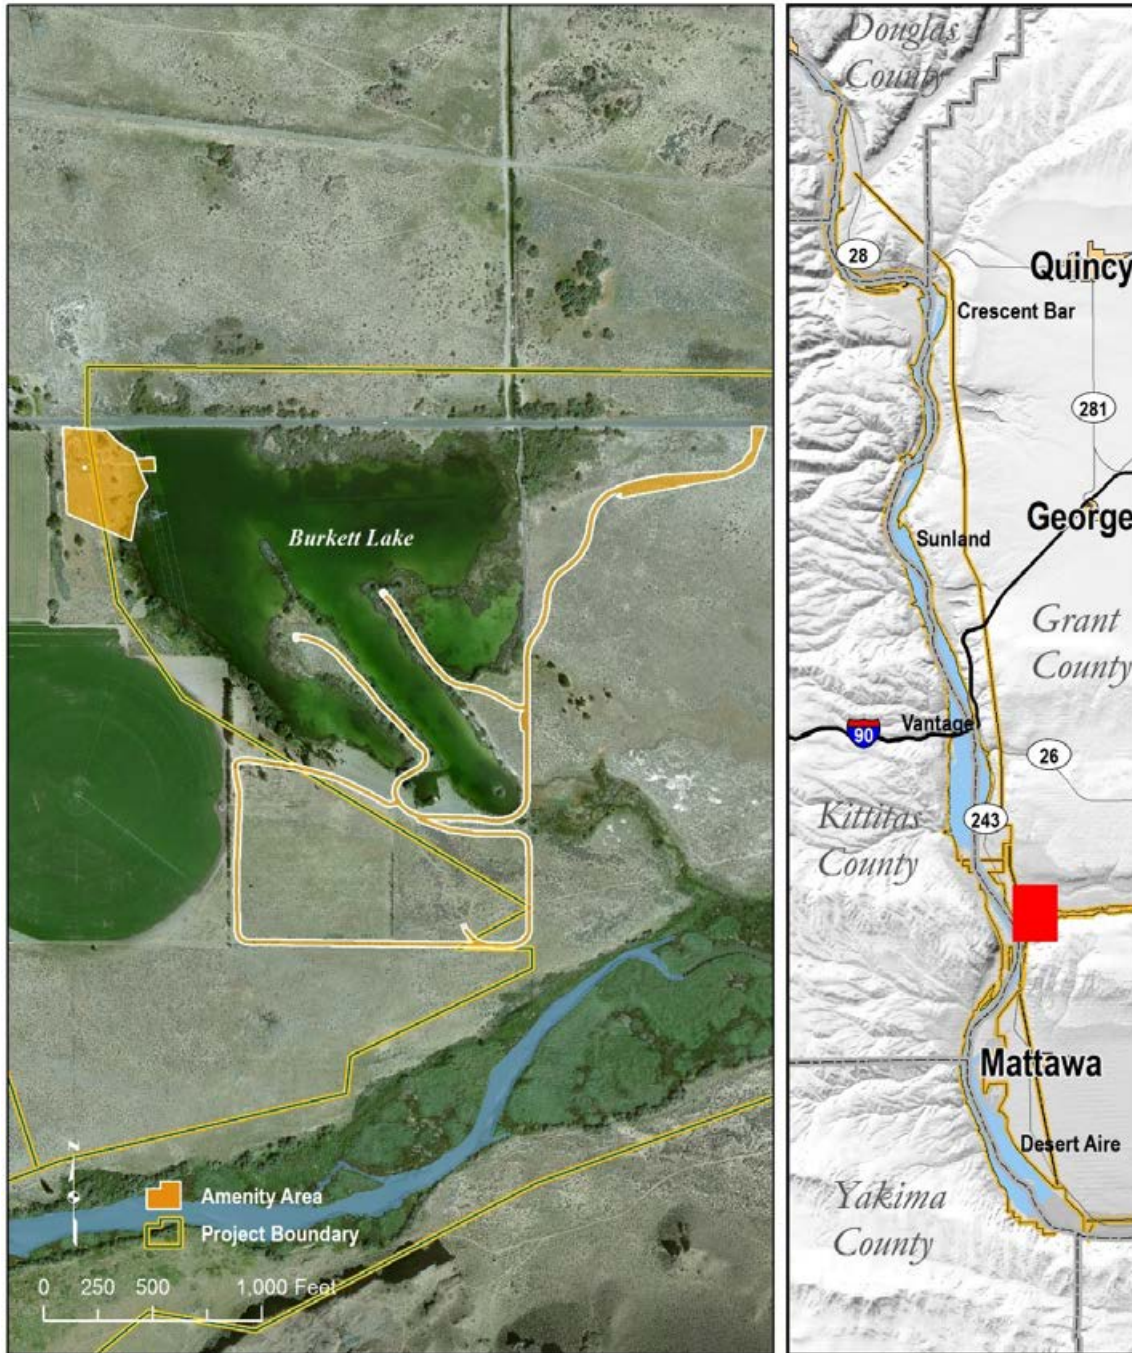 Burkett Lake
N
Amenity Area
Project Boundary
0 250 500 1,000 Feet
Douglas
County
28
Quincy
Crescent Bar
281
George
Sunland
Grant
County
Vantage
90
26
Kittitas
County
243
Mattawa
Desert Aire
Yakima
County